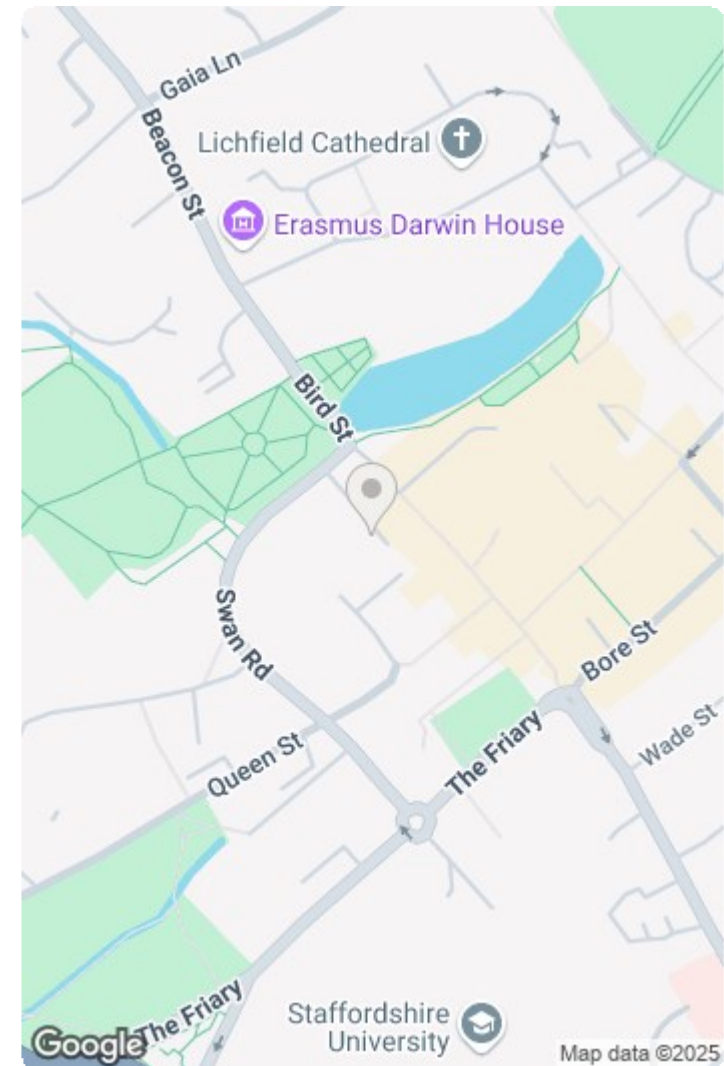 Gaia Ln
Beacon St
Lichfield Cathedral
Erasmus Darwin House
Bird St
Swan Rd
Bore St
Wade St
The Friary
Queen St
The Friary
Staffordshire
University
Google
Map data ©2025